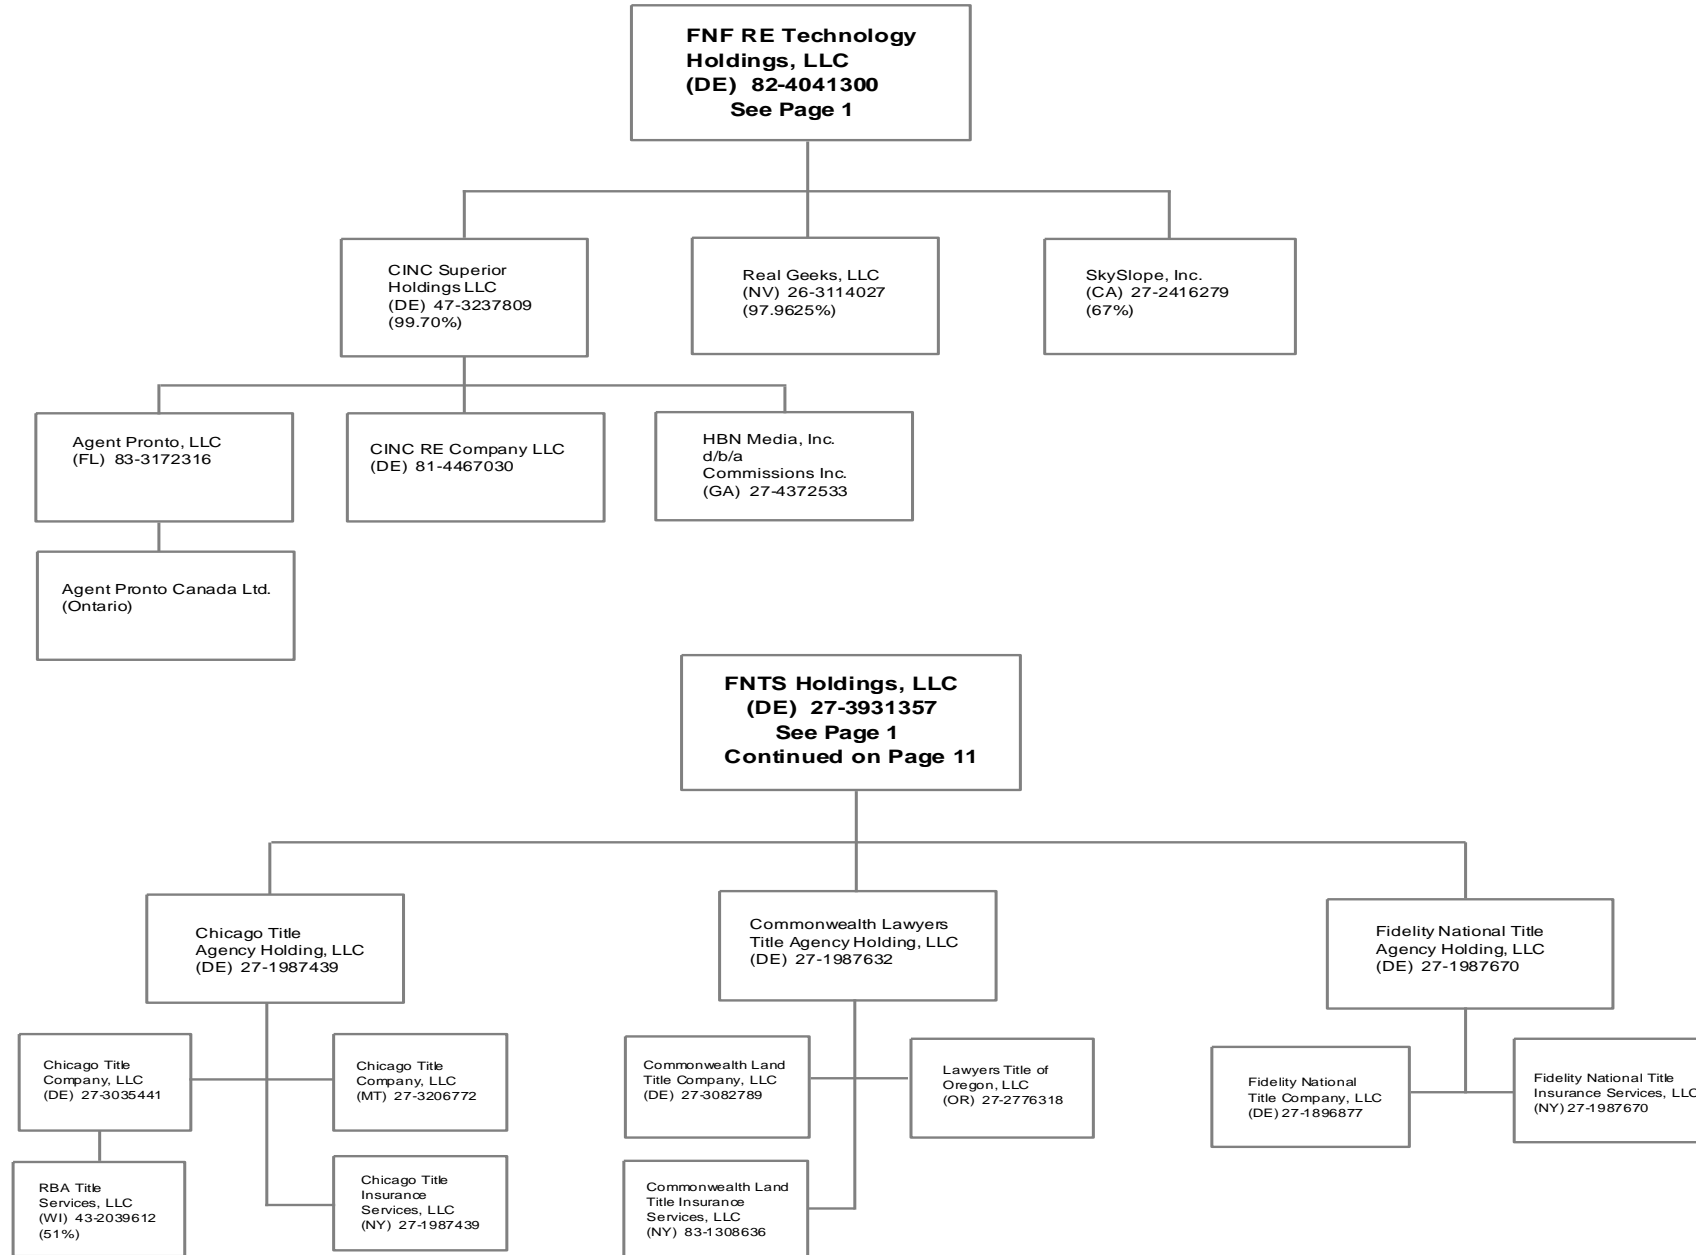 FNF RE Technology
Holdings, LLC
(DE) 82-4041300
See Page 1
CINC Superior
Holdings LLC
(DE) 47-3237809
(99.70%)
Real Geeks, LLC
(NV) 26-3114027
(97.9625%)
SkySlope, Inc.
(CA) 27-2416279
(67%)
Agent Pronto, LLC
(FL) 83-3172316
CINC RE Company LLC
(DE) 81-4467030
HBN Media, Inc.
d/b/a
Commissions Inc.
(GA) 27-4372533
Agent Pronto Canada Ltd.
(Ontario)
FNTS Holdings, LLC
(DE) 27-3931357
See Page 1
Continued on Page 11
Chicago Title
Agency Holding, LLC
(DE) 27-1987439
Commonwealth Lawyers
Title Agency Holding, LLC
(DE) 27-1987632
Fidelity National Title
Agency Holding, LLC
(DE) 27-1987670
Chicago Title
Company, LLC
(DE) 27-3035441
Chicago Title
Company, LLC
(MT) 27-3206772
Commonwealth Land
Title Company, LLC
(DE) 27-3082789
Lawyers Title of
Oregon, LLC
(OR) 27-2776318
Fidelity National
Title Company, LLC
(DE) 27-1896877
Fidelity National Title
Insurance Services, LLC
(NY) 27-1987670
RBA Title
Services, LLC
(WI) 43-2039612
(51%)
Chicago Title
Insurance
Services, LLC
(NY) 27-1987439
Commonwealth Land
Title Insurance
Services, LLC
(NY) 83-1308636